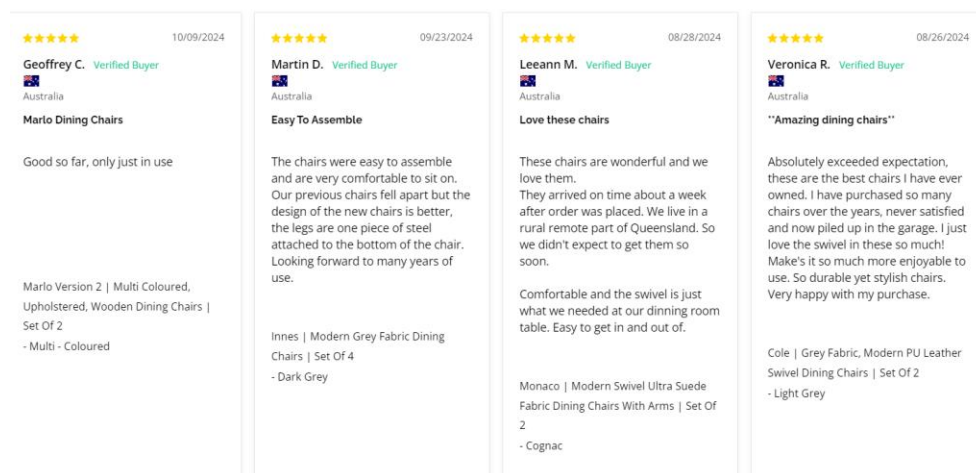 10/09/2024
Geoffrey C. Verified Buyer
Australia
Marlo Dining Chairs
Good so far, only just in use
Marlo Version 2 | Multi Coloured,
Upholstered, Wooden Dining Chairs |
Set Of 2
- Multi - Coloured
09/23/2024
Martin D. Verified Buyer
Australia
Easy To Assemble
The chairs were easy to assemble
and are very comfortable to sit on.
Our previous chairs fell apart but the
design of the new chairs is better,
the legs are one piece of steel
attached to the bottom of the chair.
Looking forward to many years of
use.
Innes | Modern Grey Fabric Dining
Chairs | Set Of 4
- Dark Grey
08/28/2024
Leeann M. Verified Buyer
Australia
Love these chairs
These chairs are wonderful and we
love them.
They arrived on time about a week
after order was placed. We live in a
rural remote part of Queensland. So
we didn't expect to get them so
soon.
Comfortable and the swivel is just
what we needed at our dinning room
table. Easy to get in and out of.
Monaco | Modern Swivel Ultra Suede
Fabric Dining Chairs With Arms | Set Of
2
- Cognac
08/26/2024
Veronica R. Verified Buyer
Australia
**Amazing dining chairs**
Absolutely exceeded expectation,
these are the best chairs I have ever
owned. I have purchased so many
chairs over the years, never satisfied
and now piled up in the garage. I just
love the swivel in these so much!
Make's it so much more enjoyable to
use. So durable yet stylish chairs.
Very happy with my purchase.
Cole | Grey Fabric, Modern PU Leather
Swivel Dining Chairs | Set Of 2
- Light Grey